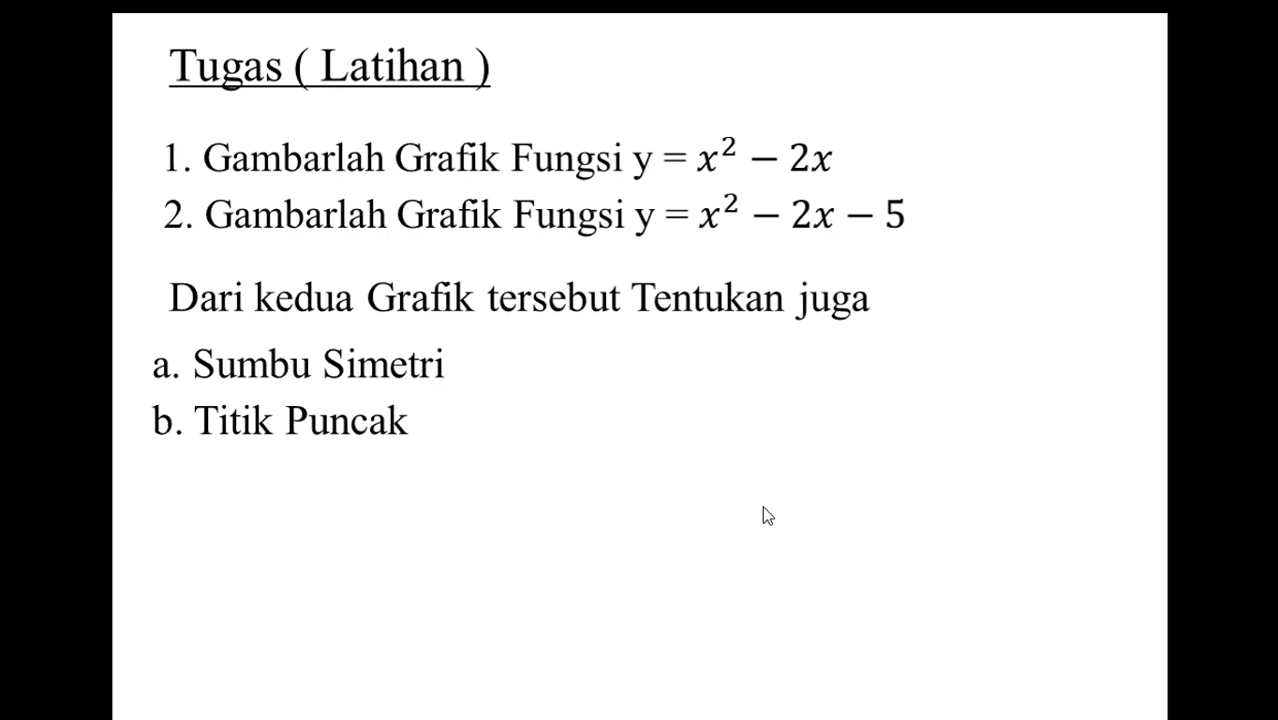 Tugas ( Latihan )
1. Gambarlah Grafik Fungsi y = x² − 2x
2. Gambarlah Grafik Fungsi y = x² − 2x − 5
Dari kedua Grafik tersebut Tentukan juga
a. Sumbu Simetri
b. Titik Puncak